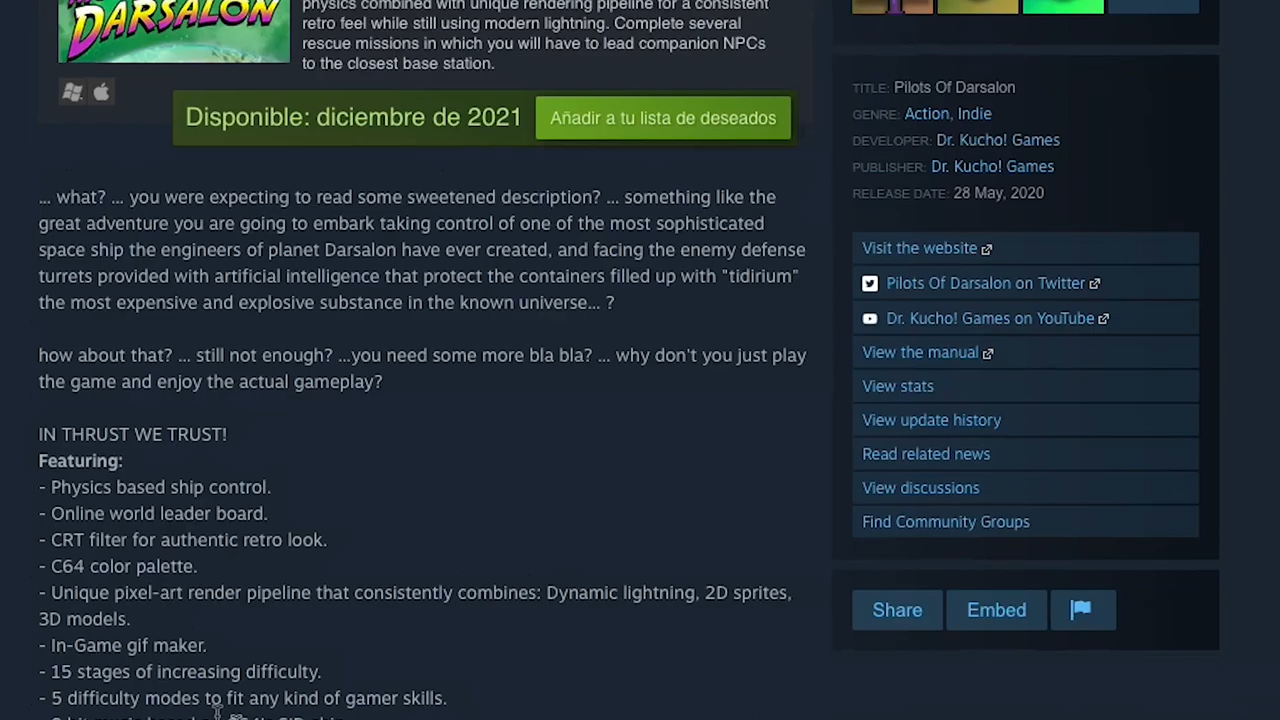 DARSALON
physics combined with unique rendering pipeline for a consistent
retro feel while still using modern lightning. Complete several
rescue missions in which you will have to lead companion NPCs
to the closest base station.
Disponible: diciembre de 2021
Añadir a tu lista de deseados
... what? ... you were expecting to read some sweetened description? ... something like the
great adventure you are going to embark taking control of one of the most sophisticated
space ship the engineers of planet Darsalon have ever created, and facing the enemy defense
turrets provided with artificial intelligence that protect the containers filled up with "tidirium"
the most expensive and explosive substance in the known universe... ?
how about that? ... still not enough? ...you need some more bla bla? ... why don't you just play
the game and enjoy the actual gameplay?
IN THRUST WE TRUST!
Featuring:
- Physics based ship control.
- Online world leader board.
- CRT filter for authentic retro look.
- C64 color palette.
- Unique pixel-art render pipeline that consistently combines: Dynamic lightning, 2D sprites,
3D models.
- In-Game gif maker.
- 15 stages of increasing difficulty.
- 5 difficulty modes to fit any kind of gamer skills.
TITLE: Pilots Of Darsalon
GENRE: Action, Indie
DEVELOPER: Dr. Kucho! Games
PUBLISHER: Dr. Kucho! Games
RELEASE DATE: 28 May, 2020
Visit the website
Pilots Of Darsalon on Twitter
Dr. Kucho! Games on YouTube
View the manual
View stats
View update history
Read related news
View discussions
Find Community Groups
Share
Embed